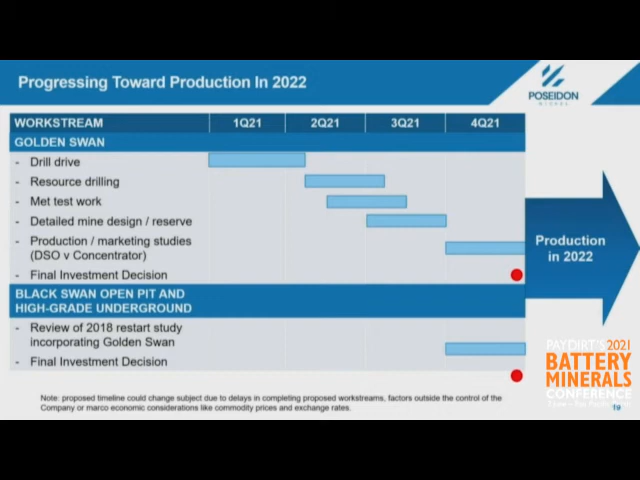 Progressing Toward Production In 2022
POSEIDON
NICKEL
WORKSTREAM 1Q21 2Q21 3Q21 4Q21
GOLDEN SWAN
- Drill drive
- Resource drilling
- Met test work
- Detailed mine design / reserve
- Production / marketing studies
(DSO v Concentrator)
- Final Investment Decision
Production
in 2022
BLACK SWAN OPEN PIT AND
HIGH-GRADE UNDERGROUND
- Review of 2018 restart study
incorporating Golden Swan
- Final Investment Decision
PAYDIRT'S 2021
BATTERY
MINERALS
CONFERENCE
Note: proposed timeline could change subject due to delays in completing proposed workstreams, factors outside the control of the
Company or marco economic considerations like commodity prices and exchange rates.
19